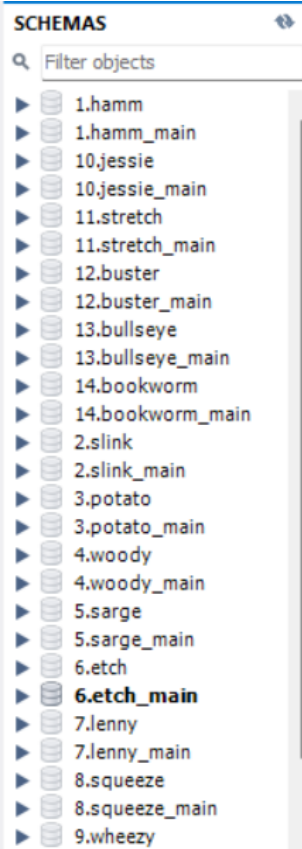 SCHEMAS
Filter objects
1.hamm
1.hamm_main
10.jessie
10.jessie_main
11.stretch
11.stretch_main
12.buster
12.buster_main
13.bullseye
13.bullseye_main
14.bookworm
14.bookworm_main
2.slink
2.slink_main
3.potato
3.potato_main
4.woody
4.woody_main
5.sarge
5.sarge_main
6.etch
6.etch_main
7.lenny
7.lenny_main
8.squeeze
8.squeeze_main
9.wheezy